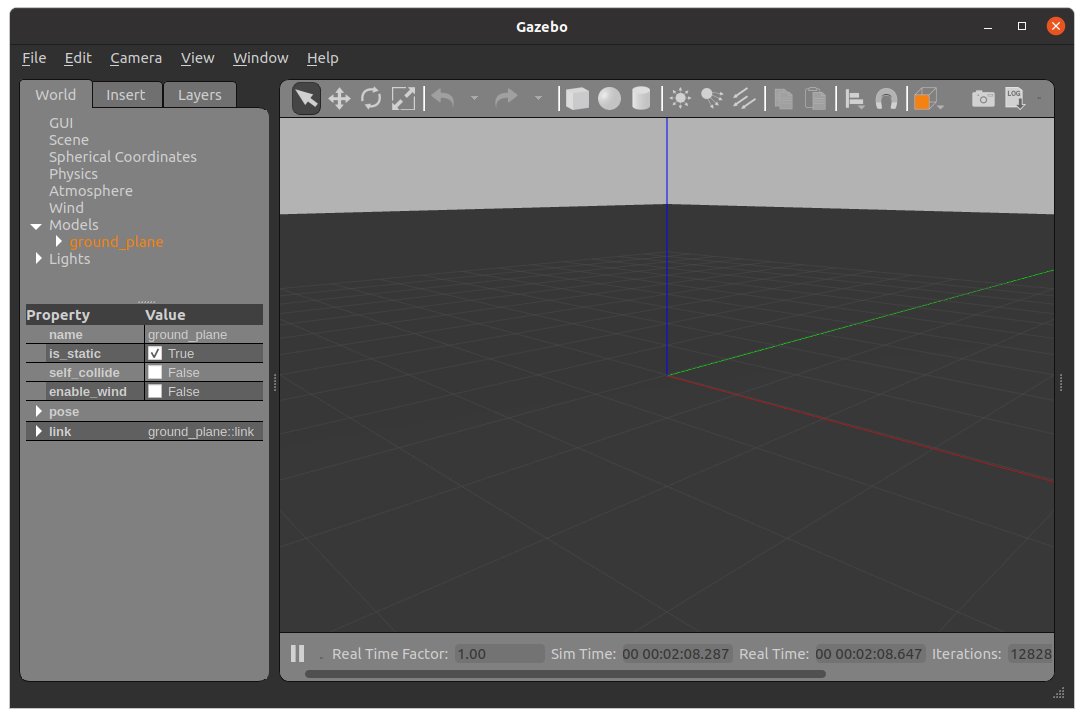 Gazebo
File Edit Camera View Window Help
World Insert Layers
LOG
GUI
Scene
Spherical Coordinates
Physics
Atmosphere
Wind
Models
ground_plane
Lights
Property Value
name ground_plane
is_static True
self_collide False
enable_wind False
pose
link ground_plane::link
Real Time Factor: 1.00 Sim Time: 00 00:02:08.287 Real Time: 00 00:02:08.647 Iterations: 12828